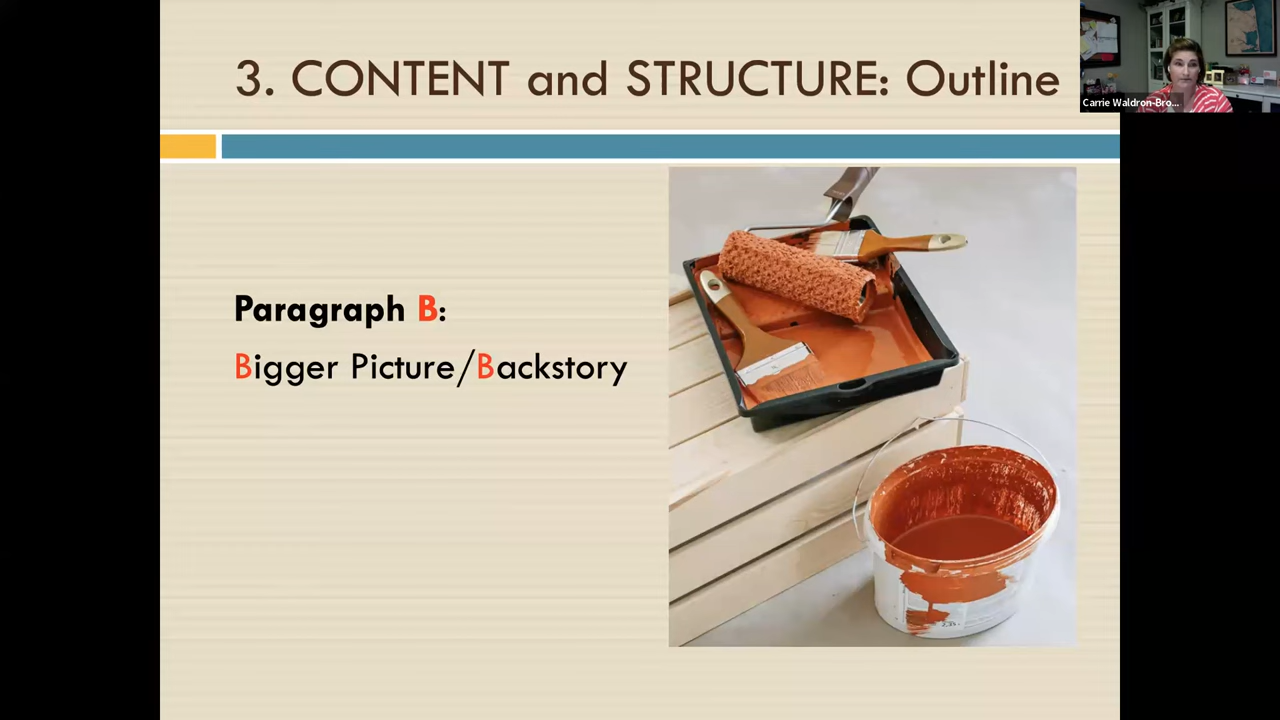 3. CONTENT and STRUCTURE: Outline
Carrie Waldron-Bro...
Paragraph B:
Bigger Picture/Backstory